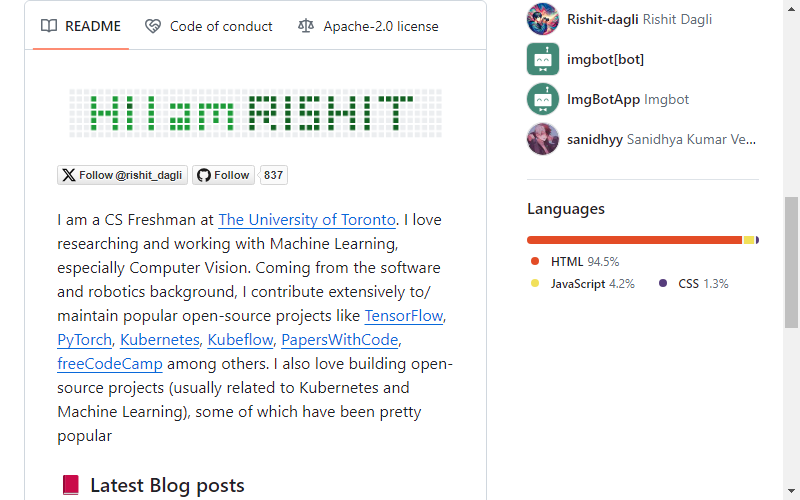 README
Code of conduct
Apache-2.0 license
HI I am RISHIT
Follow @rishit_dagli
Follow
837
I am a CS Freshman at The University of Toronto. I love
researching and working with Machine Learning,
especially Computer Vision. Coming from the software
and robotics background, I contribute extensively to/
maintain popular open-source projects like TensorFlow,
PyTorch, Kubernetes, Kubeflow, PapersWithCode,
freeCodeCamp among others. I also love building open-
source projects (usually related to Kubernetes and
Machine Learning), some of which have been pretty
popular
Latest Blog posts
Rishit-dagli Rishit Dagli
imgbot[bot]
ImgBotApp Imgbot
sanidhyy Sanidhya Kumar Ve...
Languages
HTML 94.5%
JavaScript 4.2%
CSS 1.3%